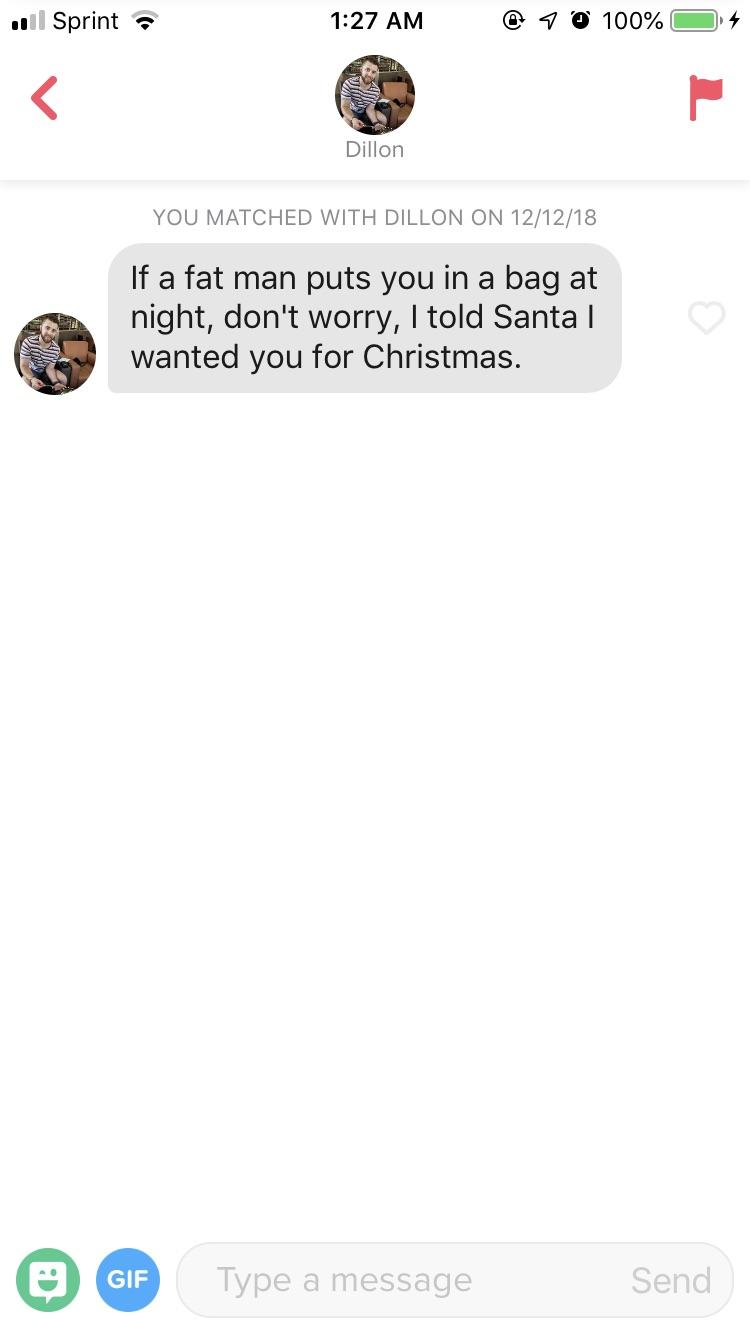 Sprint 1:27 AM 100%
Dillon
YOU MATCHED WITH DILLON ON 12/12/18
If a fat man puts you in a bag at
night, don't worry, I told Santa I
wanted you for Christmas.
GIF Type a message Send